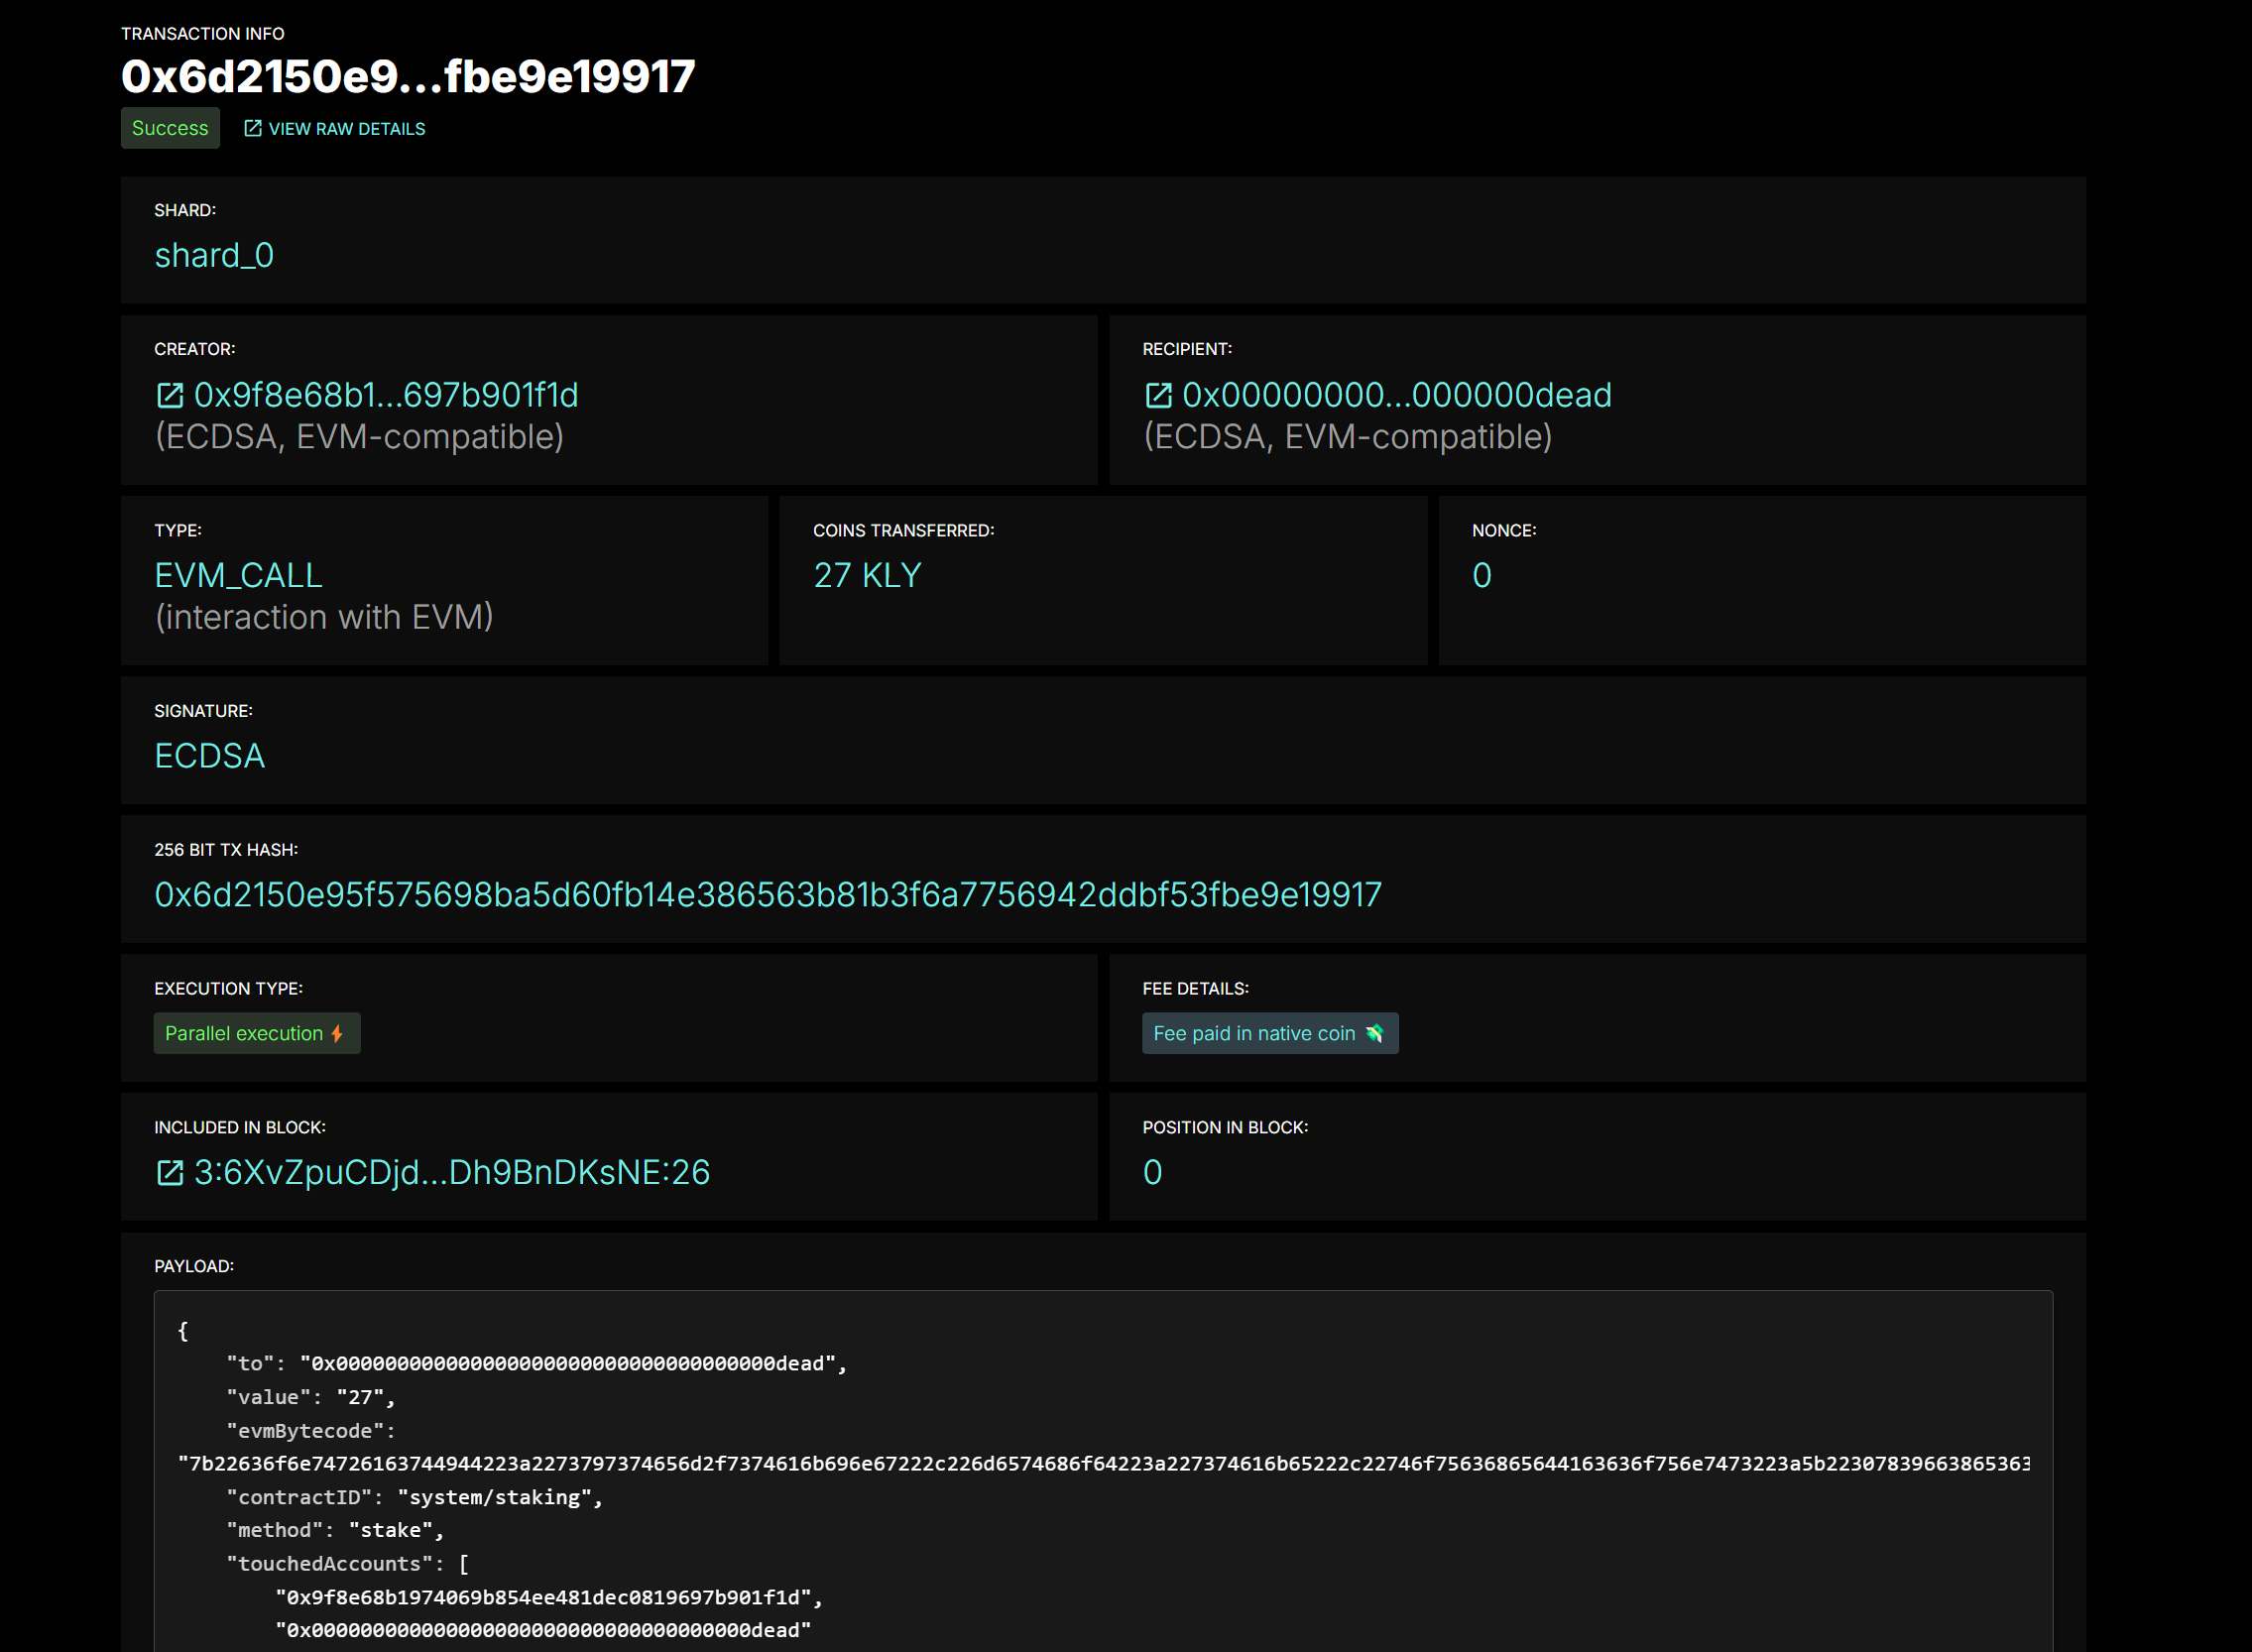 TRANSACTION INFO
0x6d2150e9...fbe9e19917
Success
VIEW RAW DETAILS
SHARD:
shard_0
CREATOR:
0x9f8e68b1...697b901f1d
(ECDSA, EVM-compatible)
RECIPIENT:
0x00000000...000000dead
(ECDSA, EVM-compatible)
TYPE:
EVM_CALL
(interaction with EVM)
COINS TRANSFERRED:
27 KLY
NONCE:
0
SIGNATURE:
ECDSA
256 BIT TX HASH:
0x6d2150e95f575698ba5d60fb14e386563b81b3f6a7756942ddbf53fbe9e19917
EXECUTION TYPE:
Parallel execution
FEE DETAILS:
Fee paid in native coin
INCLUDED IN BLOCK:
3:6XvZpuCDjd...Dh9BnDKsNE:26
POSITION IN BLOCK:
0
PAYLOAD:
{
"to": "0x000000000000000000000000000000000000dead",
"value": "27",
"evmBytecode":
"7b22636f6e74726163744944223a2273797374656d2f7374616b696e67222c226d6574686f64223a227374616b65222c22746f75636865644163636f756e7473223a5b22307839663865363
"contractID": "system/staking",
"method": "stake",
"touchedAccounts": [
"0x9f8e68b1974069b854ee481dec0819697b901f1d",
"0x000000000000000000000000000000000000dead"